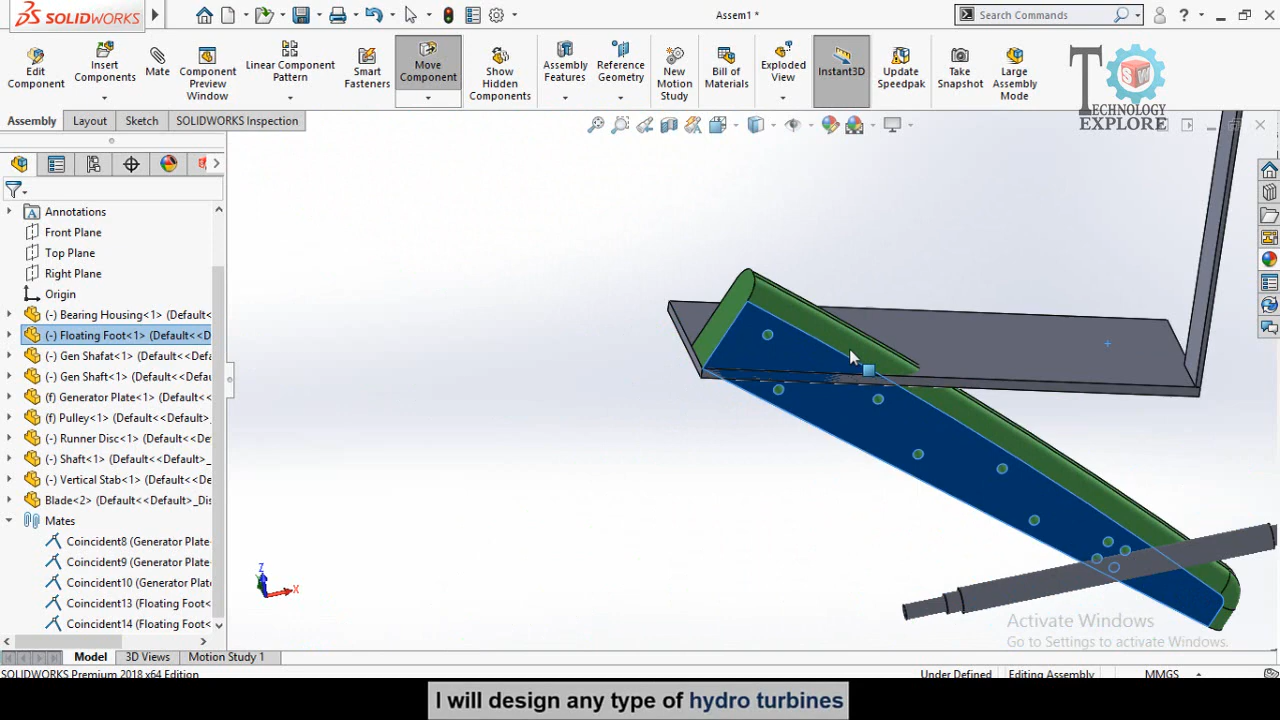 SOLIDWORKS
Assem1 *
Search Commands
?
Edit Component
Insert Components
Mate
Component Preview Window
Linear Component Pattern
Smart Fasteners
Move Component
Show Hidden Components
Assembly Features
Reference Geometry
New Motion Study
Bill of Materials
Exploded View
Instant3D
Update Speedpak
Take Snapshot
Large Assembly Mode
TECHNOLOGY
EXPLORE
SW
Assembly Layout Sketch SOLIDWORKS Inspection
Annotations
Front Plane
Top Plane
Right Plane
Origin
(-) Bearing Housing<1> (Default<
(-) Floating Foot<1> (Default<<D
(-) Gen Shafat<1> (Default<<Defa
(-) Gen Shaft<1> (Default<<Defau
(f) Generator Plate<1> (Default<
(f) Pulley<1> (Default<<Default>
(-) Runner Disc<1> (Default<<De
(-) Shaft<1> (Default<<Default>_
(-) Vertical Stab<1> (Default<<D
Blade<2> (Default<<Default>_Dis
Mates
Coincident8 (Generator Plate
Coincident9 (Generator Plate
Coincident10 (Generator Plate
Coincident13 (Floating Foot<
Coincident14 (Floating Foot<
Z
X
Activate Windows
Go to Settings to activate Windows.
Model 3D Views Motion Study 1
SOLIDWORKS Premium 2018 x64 Edition
Under Defined Editing Assembly MMGS
I will design any type of hydro turbines